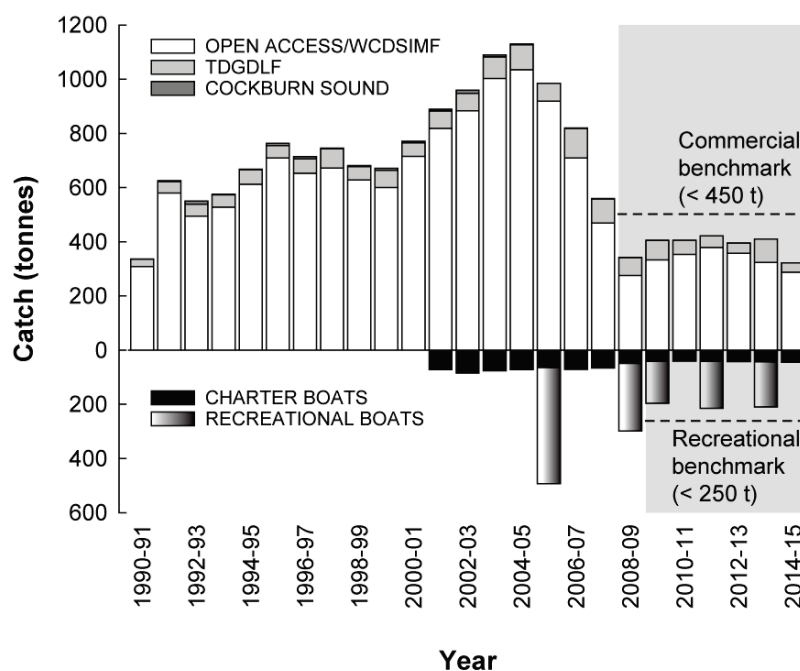 1200
1000
800
600
400
200
0
200
400
600
Catch (tonnes)
OPEN ACCESS/WCDSIMF
TDGDLF
COCKBURN SOUND
Commercial
benchmark
(< 450 t)
CHARTER BOATS
RECREATIONAL BOATS
Recreational
benchmark
(< 250 t)
1990-91
1992-93
1994-95
1996-97
1998-99
2000-01
2002-03
2004-05
2006-07
2008-09
2010-11
2012-13
2014-15
Year